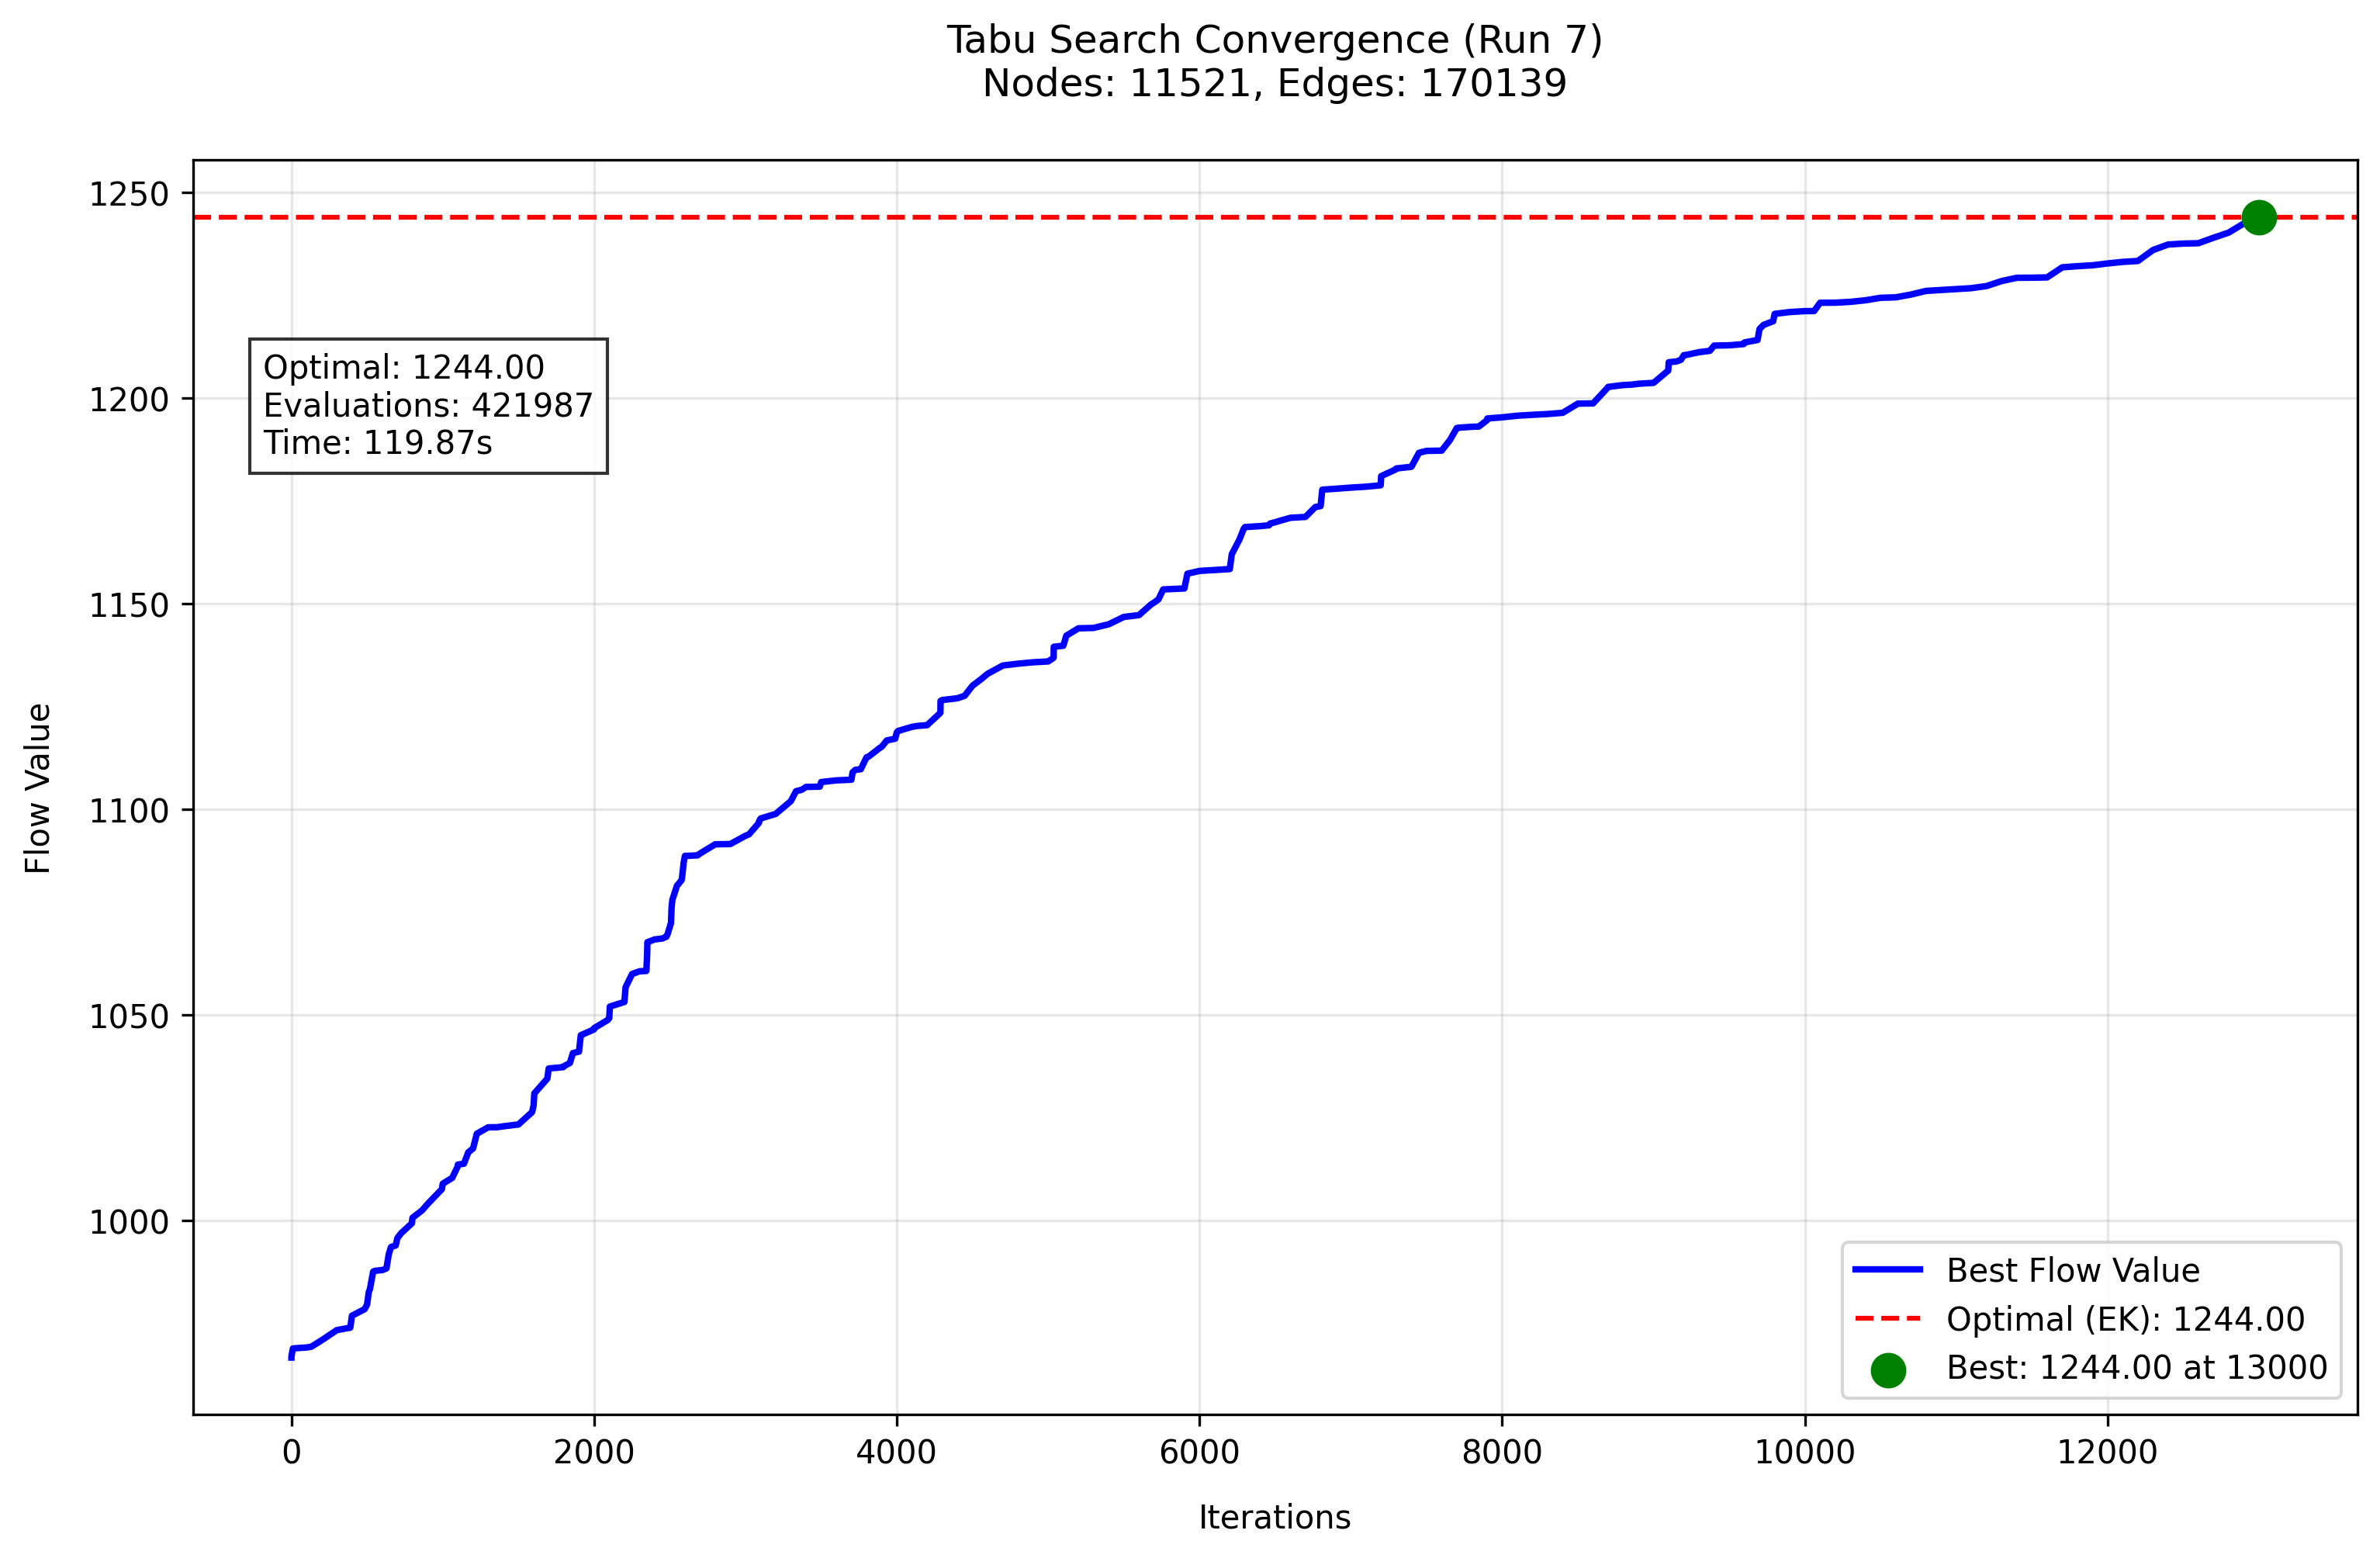 Tabu Search Convergence (Run 7)
Nodes: 11521, Edges: 170139
1250
1200
1150
1100
1050
1000
Flow Value
Optimal: 1244.00
Evaluations: 421987
Time: 119.87s
Best Flow Value
Optimal (EK): 1244.00
Best: 1244.00 at 13000
0 2000 4000 6000 8000 10000 12000
Iterations